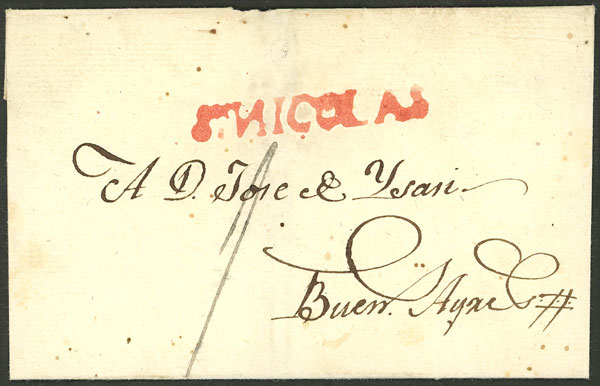 S. NICOLAS
A D. Jose de Ysasi
Buen.s Ayres